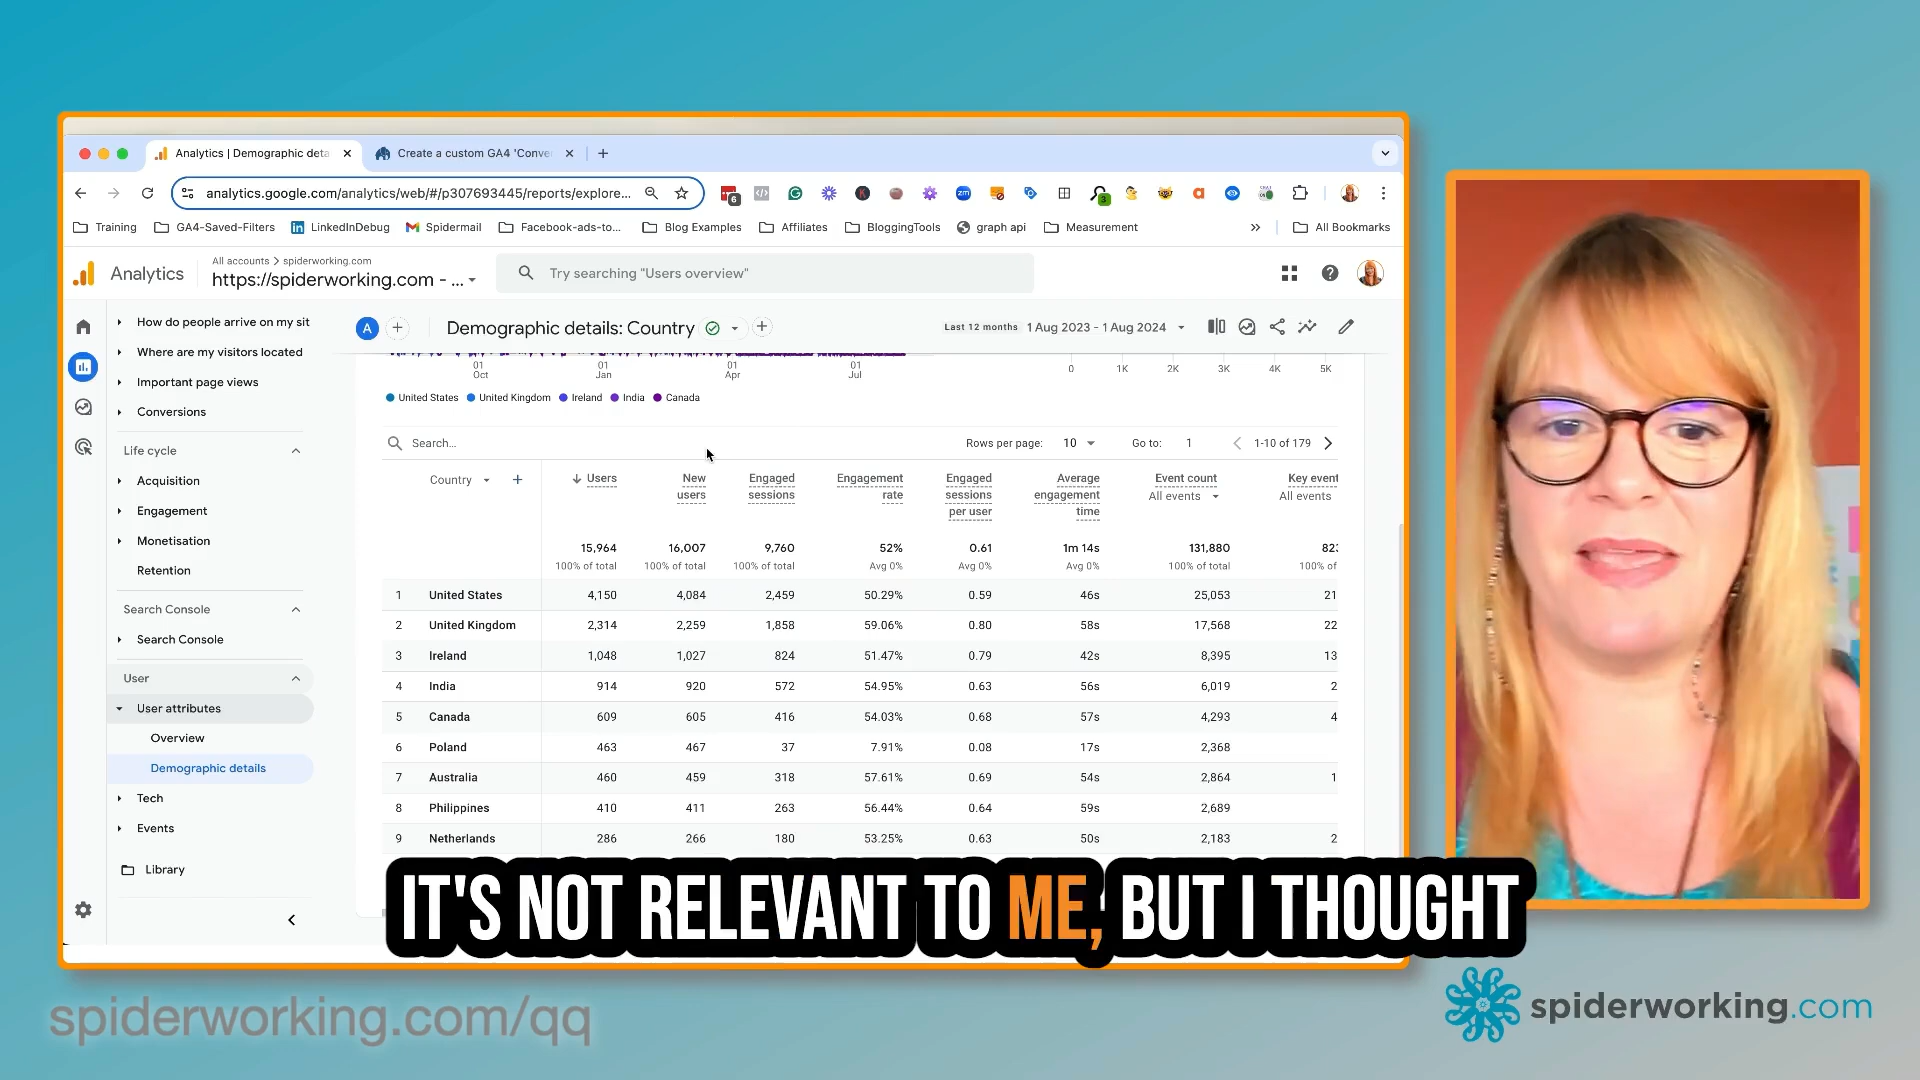 Analytics | Demographic deta
Create a custom GA4 'Conve
analytics.google.com/analytics/web/#/p307693445/reports/explore...
6
3
Training
GA4-Saved-Filters
LinkedInDebug
Spidermail
Facebook-ads-to...
Blog Examples
Affiliates
BloggingTools
graph api
Measurement
All Bookmarks
Analytics
All accounts > spiderworking.com
https://spiderworking.com - ...
Try searching "Users overview"
How do people arrive on my sit
Where are my visitors located
Important page views
Conversions
Life cycle
Acquisition
Engagement
Monetisation
Retention
Search Console
Search Console
User
User attributes
Overview
Demographic details
Tech
Events
Library
A
Demographic details: Country
Last 12 months 1 Aug 2023 - 1 Aug 2024
01 Oct 01 Jan 01 Apr 01 Jul
0 1K 2K 3K 4K 5K
United States United Kingdom Ireland India Canada
Search...
Rows per page: 10 Go to: 1 1-10 of 179
Country Users New users Engaged sessions Engagement rate Engaged sessions per user Average engagement time Event count All events Key event All events
15,964 16,007 9,760 52% 0.61 1m 14s 131,880 823
100% of total 100% of total 100% of total Avg 0% Avg 0% Avg 0% 100% of total 100% of
1 United States 4,150 4,084 2,459 50.29% 0.59 46s 25,053 21
2 United Kingdom 2,314 2,259 1,858 59.06% 0.80 58s 17,568 22
3 Ireland 1,048 1,027 824 51.47% 0.79 42s 8,395 13
4 India 914 920 572 54.95% 0.63 56s 6,019 2
5 Canada 609 605 416 54.03% 0.68 57s 4,293 4
6 Poland 463 467 37 7.91% 0.08 17s 2,368
7 Australia 460 459 318 57.61% 0.69 54s 2,864 1
8 Philippines 410 411 263 56.44% 0.64 59s 2,689
9 Netherlands 286 266 180 53.25% 0.63 50s 2,183 2
IT'S NOT RELEVANT TO ME, BUT I THOUGHT
spiderworking.com/qq
spiderworking.com